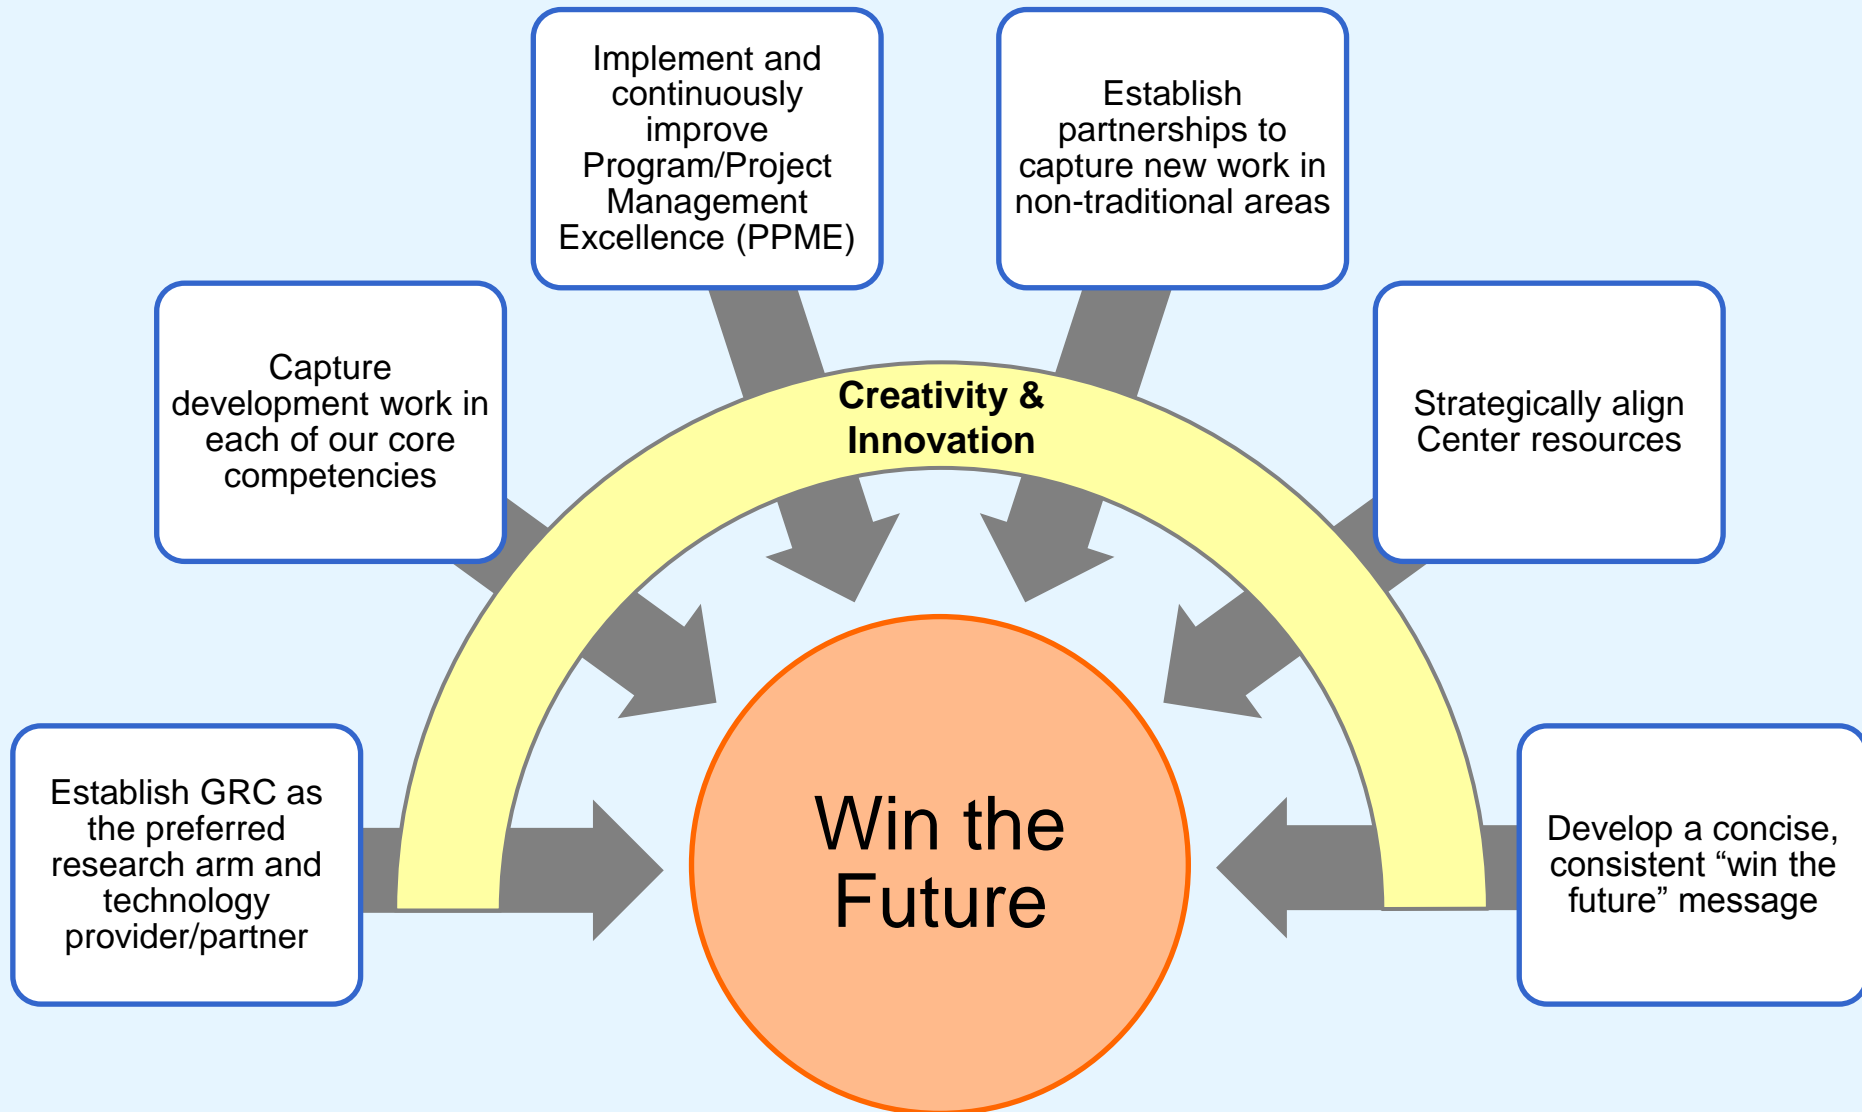 Implement and
continuously
improve
Program/Project
Management
Excellence (PPME)
Establish
partnerships to
capture new work in
non-traditional areas
Capture
development work in
each of our core
competencies
Creativity &
Innovation
Strategically align
Center resources
Establish GRC as
the preferred
research arm and
technology
provider/partner
Win the
Future
Develop a concise,
consistent “win the
future” message